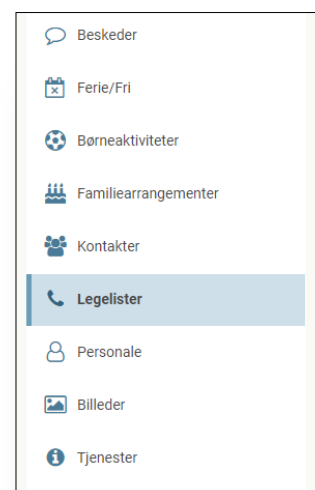 Beskeder
Ferie/Fri
Børneaktiviteter
Familiearrangementer
Kontakter
Legelister
Personale
Billeder
Tjenester